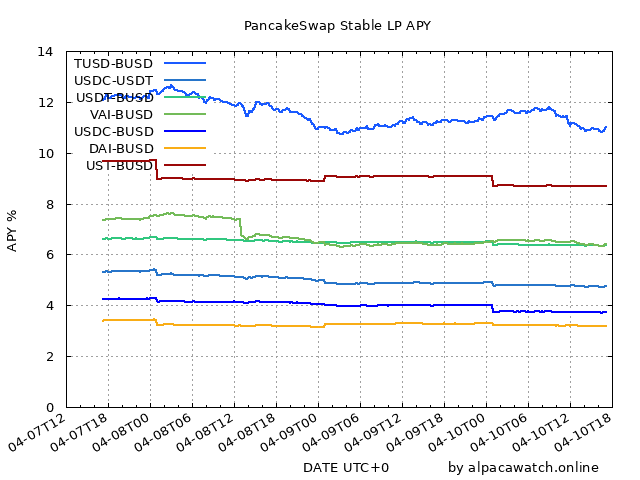 PancakeSwap Stable LP APY
14
12
10
8
6
4
2
0
APY %
TUSD-BUSD
USDC-USDT
USDT-BUSD
VAI-BUSD
USDC-BUSD
DAI-BUSD
UST-BUSD
04-07T12
04-07T18
04-08T00
04-08T06
04-08T12
04-08T18
04-09T00
04-09T06
04-09T12
04-09T18
04-10T00
04-10T06
04-10T12
04-10T18
DATE UTC+0
by alpacawatch.online